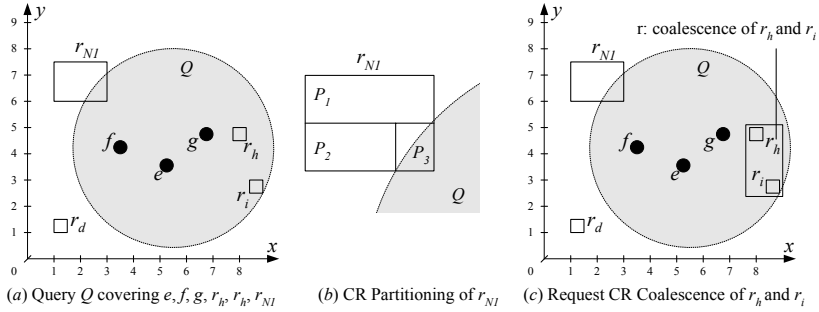 y
9
8
7
6
5
4
3
2
1
0
1 2 3 4 5 6 7 8
x
r_N1
Q
f
g
e
r_h
r_i
r_d
(a) Query Q covering e, f, g, r_h, r_h, r_N1
r_N1
P_1
P_2
P_3
Q
(b) CR Partitioning of r_N1
y
r: coalescence of r_h and r_i
9
8
7
6
5
4
3
2
1
0
1 2 3 4 5 6 7 8
x
r_N1
Q
f
g
e
r_h
r_i
r_d
(c) Request CR Coalescence of r_h and r_i